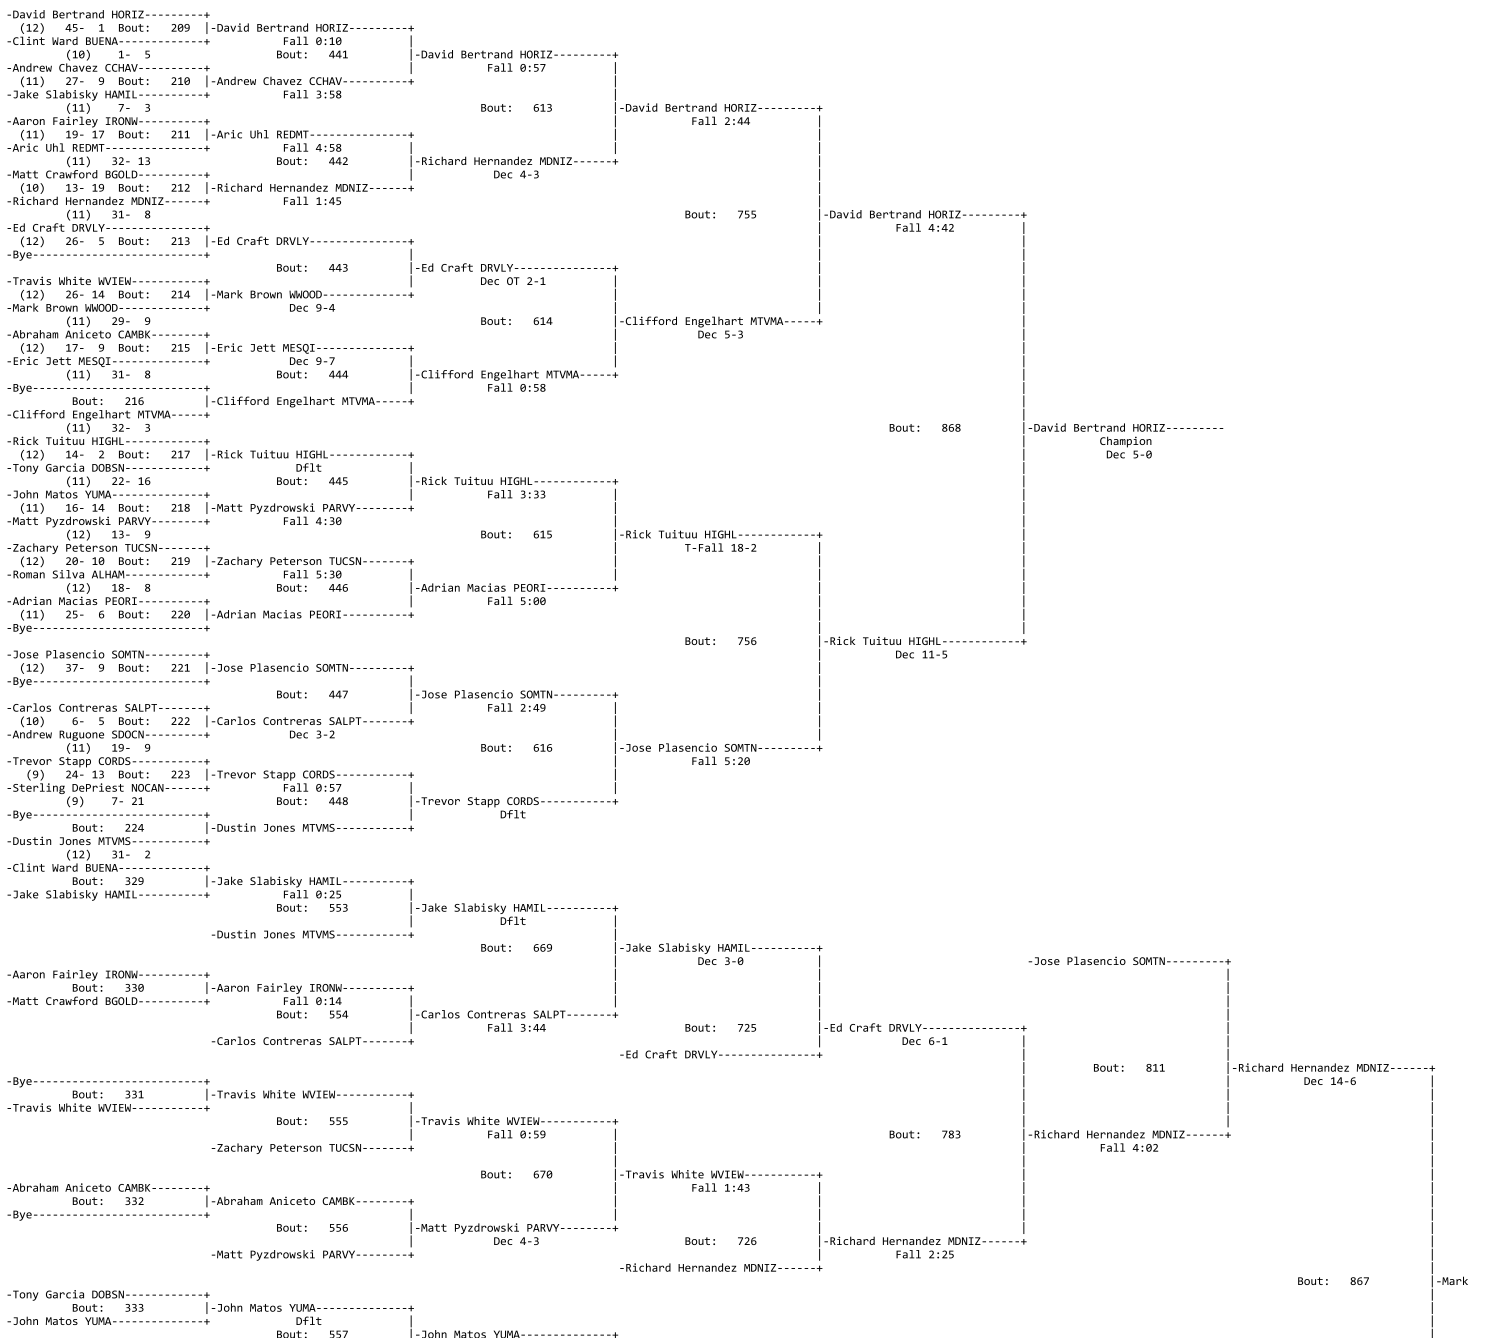 -David Bertrand HORIZ---------+
(12) 45- 1 Bout: 209 |-David Bertrand HORIZ---------+
-Clint Ward BUENA-------------+ Fall 0:10 |
(10) 1- 5 Bout: 441 |-David Bertrand HORIZ---------+
-Andrew Chavez CCHAV----------+ | Fall 0:57 |
(11) 27- 9 Bout: 210 |-Andrew Chavez CCHAV----------+ |
-Jake Slabisky HAMIL----------+ Fall 3:58 |
(11) 7- 3 Bout: 613 |-David Bertrand HORIZ---------+
-Aaron Fairley IRONW----------+ | Fall 2:44 |
(11) 19- 17 Bout: 211 |-Aric Uhl REDMT---------------+ | |
-Aric Uhl REDMT---------------+ Fall 4:58 | | |
(11) 32- 13 Bout: 442 |-Richard Hernandez MDNIZ------+ |
-Matt Crawford BGOLD----------+ | Dec 4-3 |
(10) 13- 19 Bout: 212 |-Richard Hernandez MDNIZ------+ |
-Richard Hernandez MDNIZ------+ Fall 1:45 |
(11) 31- 8 Bout: 755 |-David Bertrand HORIZ---------+
-Ed Craft DRVLY---------------+ | Fall 4:42 |
(12) 26- 5 Bout: 213 |-Ed Craft DRVLY---------------+ | |
-Bye--------------------------+ | | |
Bout: 443 |-Ed Craft DRVLY---------------+ | |
-Travis White WVIEW-----------+ | Dec OT 2-1 | | |
(12) 26- 14 Bout: 214 |-Mark Brown WWOOD-------------+ | | |
-Mark Brown WWOOD-------------+ Dec 9-4 | | |
(11) 29- 9 Bout: 614 |-Clifford Engelhart MTVMA-----+ |
-Abraham Aniceto CAMBK--------+ | Dec 5-3 |
(12) 17- 9 Bout: 215 |-Eric Jett MESQI--------------+ | |
-Eric Jett MESQI--------------+ Dec 9-7 | | |
(11) 31- 8 Bout: 444 |-Clifford Engelhart MTVMA-----+ |
-Bye--------------------------+ | Fall 0:58 |
Bout: 216 |-Clifford Engelhart MTVMA-----+ |
-Clifford Engelhart MTVMA-----+ |
(11) 32- 3 Bout: 868 |-David Bertrand HORIZ---------
-Rick Tuituu HIGHL------------+ | Champion
(12) 14- 2 Bout: 217 |-Rick Tuituu HIGHL------------+ | Dec 5-0
-Tony Garcia DOBSN------------+ Dflt | |
(11) 22- 16 Bout: 445 |-Rick Tuituu HIGHL------------+ |
-John Matos YUMA--------------+ | Fall 3:33 | |
(11) 16- 14 Bout: 218 |-Matt Pyzdrowski PARVY--------+ | |
-Matt Pyzdrowski PARVY--------+ Fall 4:30 | |
(12) 13- 9 Bout: 615 |-Rick Tuituu HIGHL------------+ |
-Zachary Peterson TUCSN-------+ | T-Fall 18-2 | |
(12) 20- 10 Bout: 219 |-Zachary Peterson TUCSN-------+ | | |
-Roman Silva ALHAM------------+ Fall 5:30 | | | |
(12) 18- 8 Bout: 446 |-Adrian Macias PEORI----------+ | |
-Adrian Macias PEORI----------+ | Fall 5:00 | |
(11) 25- 6 Bout: 220 |-Adrian Macias PEORI----------+ | |
-Bye--------------------------+ | |
Bout: 756 |-Rick Tuituu HIGHL------------+
-Jose Plasencio SOMTN---------+ | Dec 11-5
(12) 37- 9 Bout: 221 |-Jose Plasencio SOMTN---------+ |
-Bye--------------------------+ | |
Bout: 447 |-Jose Plasencio SOMTN---------+ |
-Carlos Contreras SALPT-------+ | Fall 2:49 | |
(10) 6- 5 Bout: 222 |-Carlos Contreras SALPT-------+ | |
-Andrew Ruguone SDOCN---------+ Dec 3-2 | |
(11) 19- 9 Bout: 616 |-Jose Plasencio SOMTN---------+
-Trevor Stapp CORDS-----------+ | Fall 5:20
(9) 24- 13 Bout: 223 |-Trevor Stapp CORDS-----------+ |
-Sterling DePriest NOCAN------+ Fall 0:57 | |
(9) 7- 21 Bout: 448 |-Trevor Stapp CORDS-----------+
-Bye--------------------------+ | Dflt
Bout: 224 |-Dustin Jones MTVMS-----------+
-Dustin Jones MTVMS-----------+
(12) 31- 2
-Clint Ward BUENA-------------+
Bout: 329 |-Jake Slabisky HAMIL----------+
-Jake Slabisky HAMIL----------+ Fall 0:25 |
Bout: 553 |-Jake Slabisky HAMIL----------+
| Dflt |
-Dustin Jones MTVMS-----------+ |
Bout: 669 |-Jake Slabisky HAMIL----------+
| Dec 3-0 | -Jose Plasencio SOMTN---------+
-Aaron Fairley IRONW----------+ | | |
Bout: 330 |-Aaron Fairley IRONW----------+ | | |
-Matt Crawford BGOLD----------+ Fall 0:14 | | | |
Bout: 554 |-Carlos Contreras SALPT-------+ | |
| Fall 3:44 Bout: 725 |-Ed Craft DRVLY---------------+ |
-Carlos Contreras SALPT-------+ | Dec 6-1 | |
-Ed Craft DRVLY---------------+ | |
Bout: 811 |-Richard Hernandez MDNIZ------+
-Bye--------------------------+ | | Dec 14-6 |
Bout: 331 |-Travis White WVIEW-----------+ | | |
-Travis White WVIEW-----------+ | | | |
Bout: 555 |-Travis White WVIEW-----------+ | | |
| Fall 0:59 | Bout: 783 |-Richard Hernandez MDNIZ------+ |
-Zachary Peterson TUCSN-------+ | | Fall 4:02 |
| | |
Bout: 670 |-Travis White WVIEW-----------+ | |
-Abraham Aniceto CAMBK--------+ | Fall 1:43 | | |
Bout: 332 |-Abraham Aniceto CAMBK--------+ | | | |
-Bye--------------------------+ | | | | |
Bout: 556 |-Matt Pyzdrowski PARVY--------+ | | |
| Dec 4-3 Bout: 726 |-Richard Hernandez MDNIZ------+ |
-Matt Pyzdrowski PARVY--------+ | Fall 2:25 |
-Richard Hernandez MDNIZ------+ |
Bout: 867 |-Mark
-Tony Garcia DOBSN------------+ |
Bout: 333 |-John Matos YUMA--------------+ |
-John Matos YUMA--------------+ Dflt | |
Bout: 557 |-John Matos YUMA--------------+ |